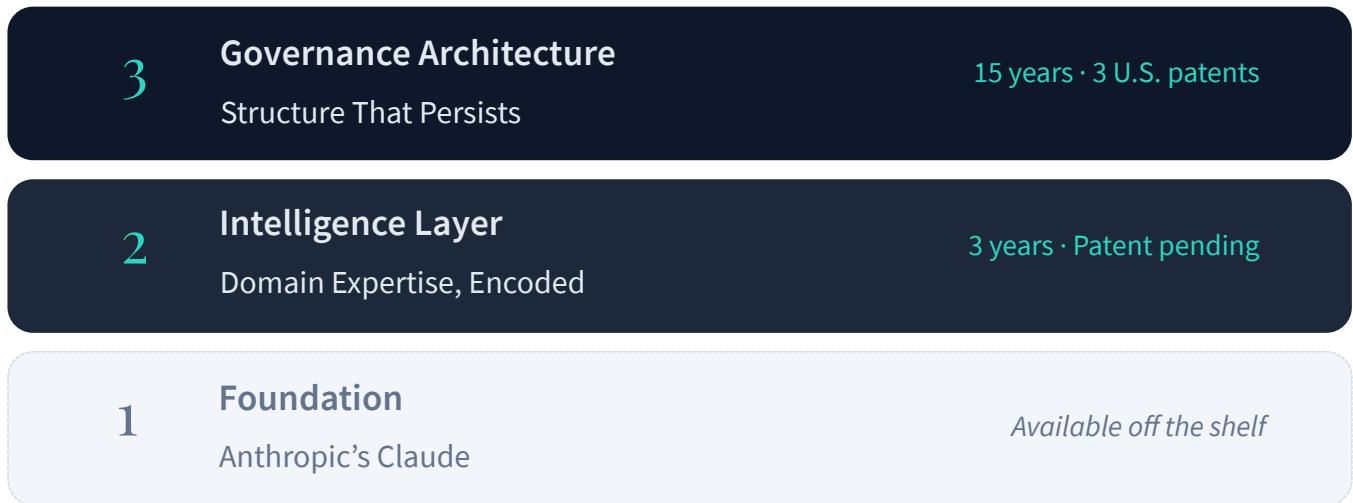 3
Governance Architecture
Structure That Persists
15 years · 3 U.S. patents
2
Intelligence Layer
Domain Expertise, Encoded
3 years · Patent pending
1
Foundation
Anthropic’s Claude
Available off the shelf